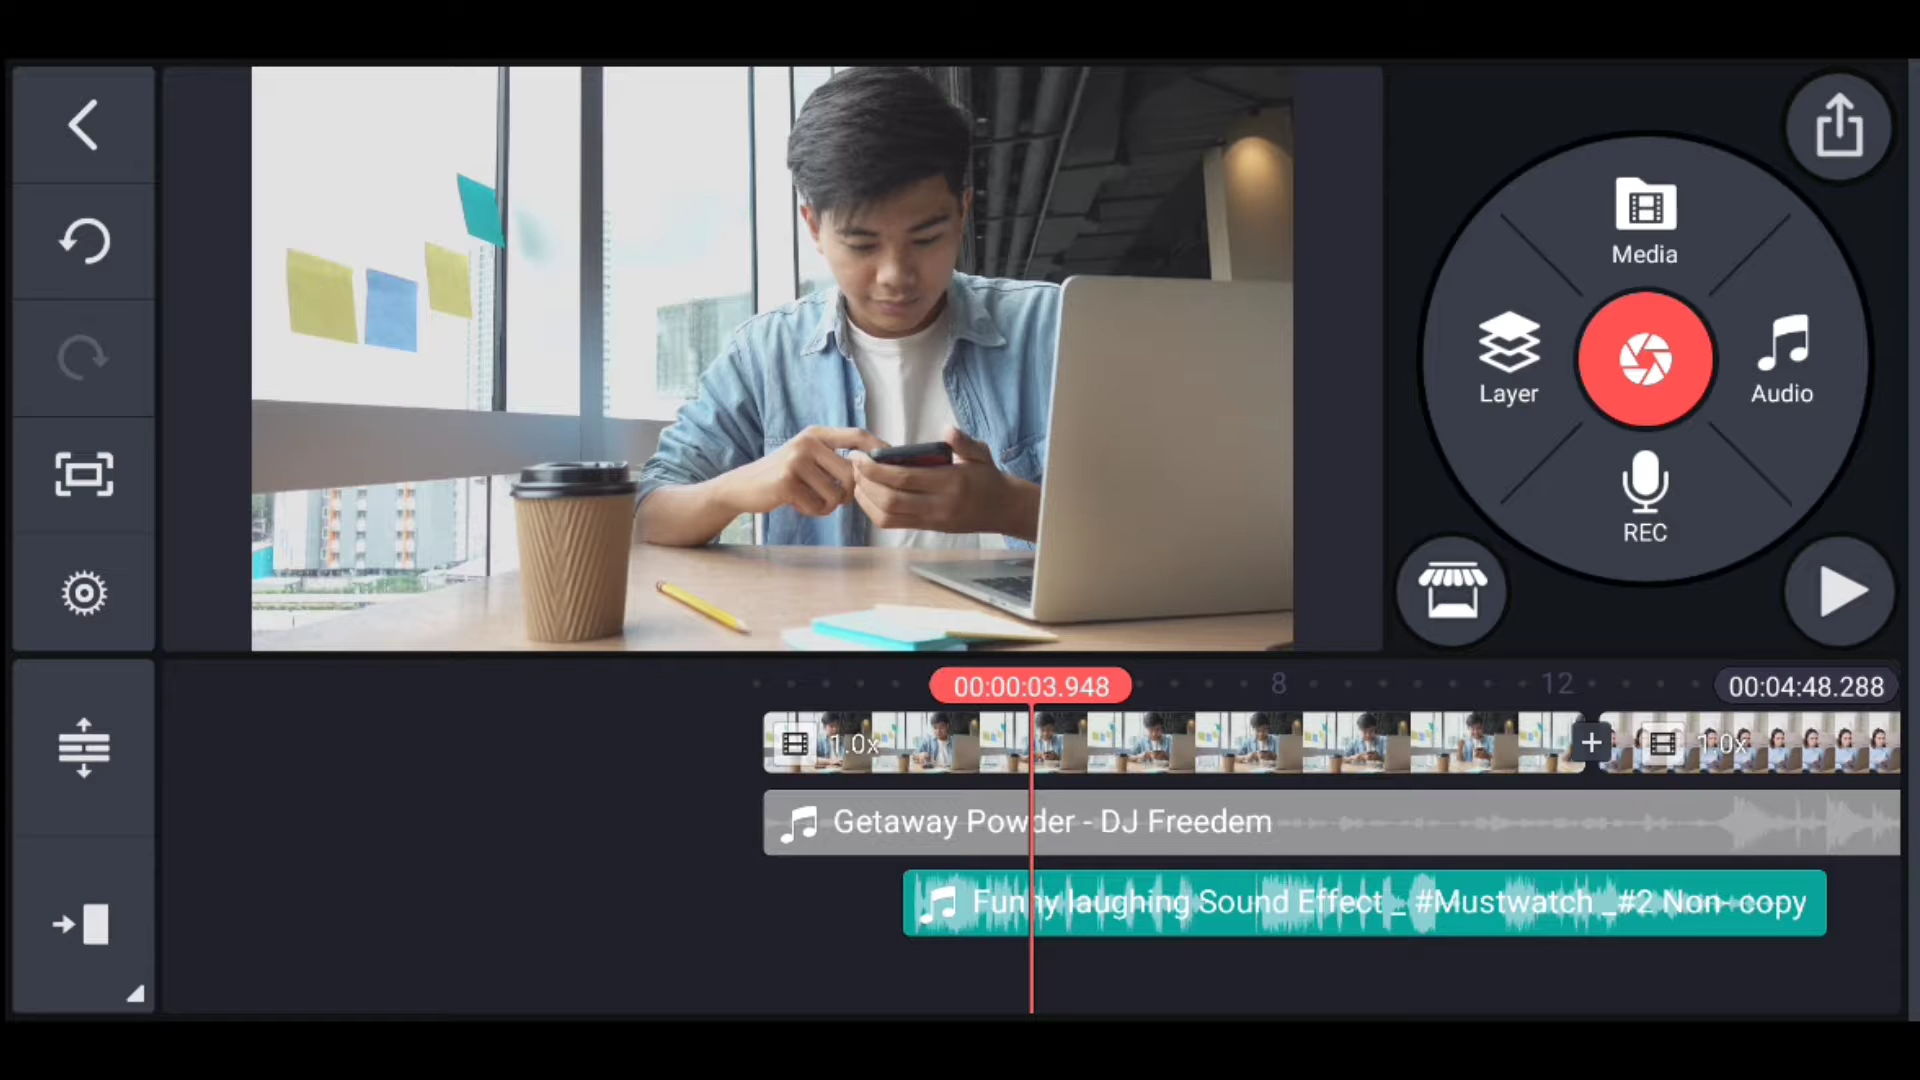 Media
Layer
Audio
REC
00:00:03.948
8
12
00:04:48.288
1.0x
1.0x
Getaway Powder - DJ Freedem
Funny laughing Sound Effect _ #Mustwatch _#2 Non- copy